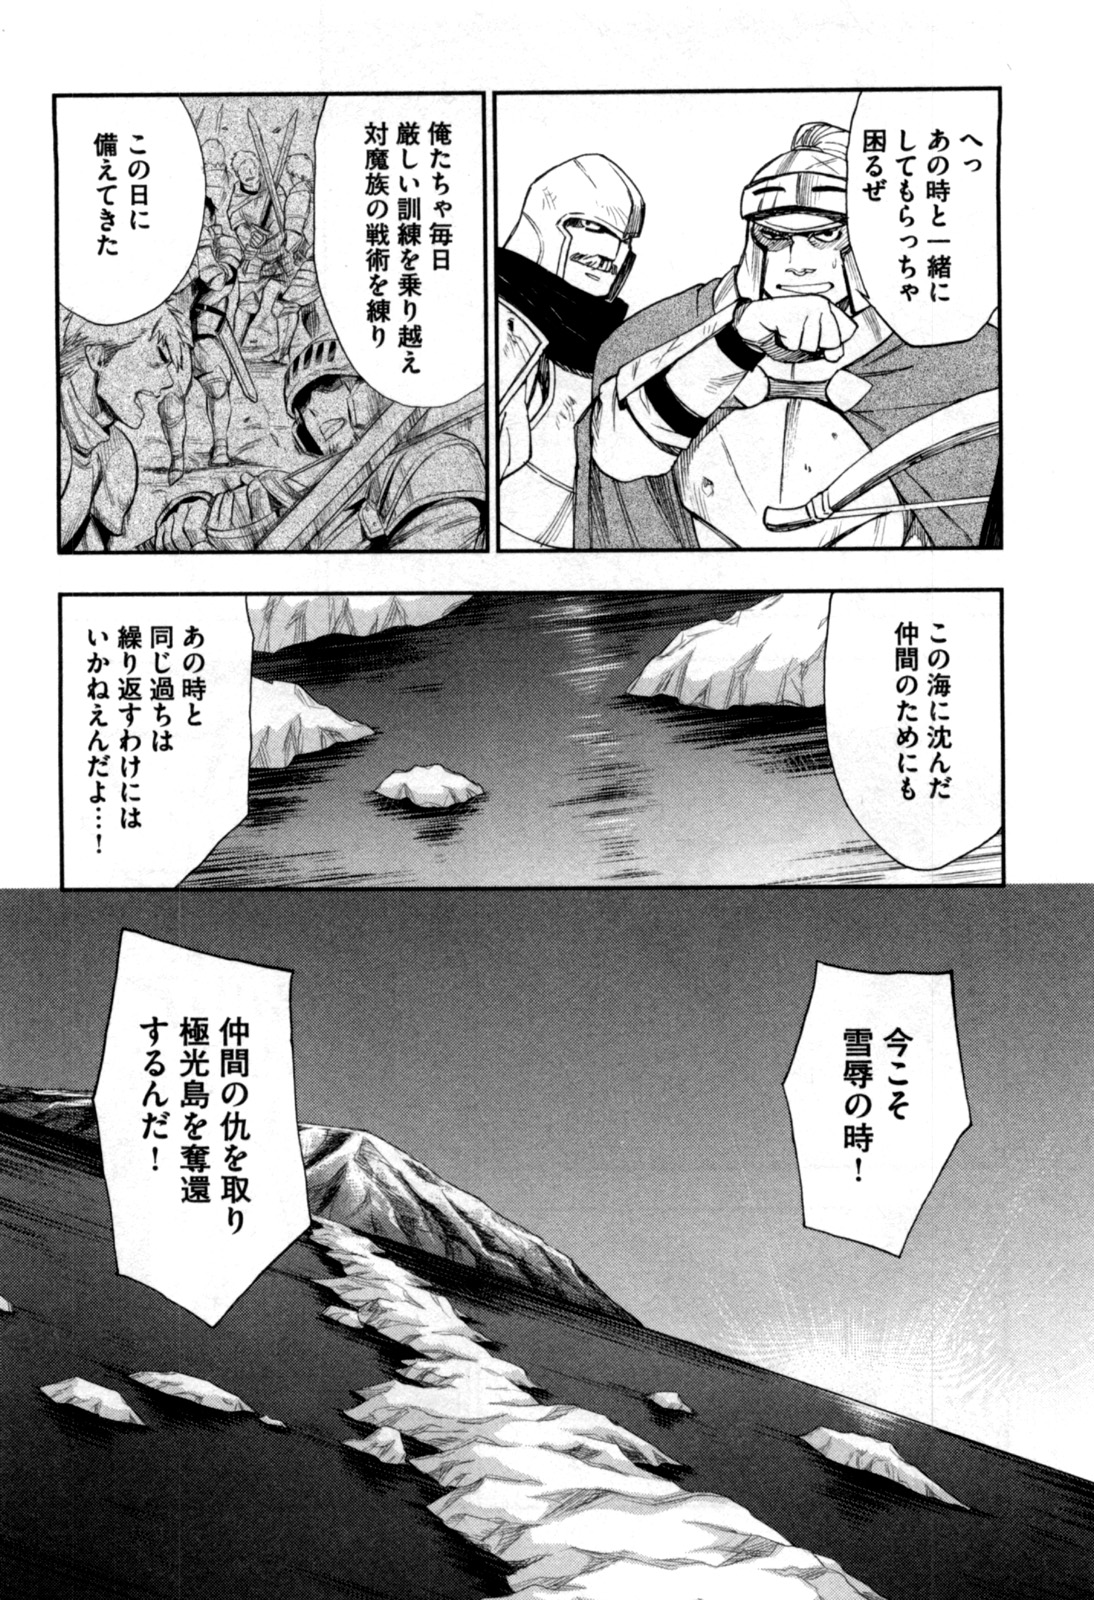 へっ
あの時と一緒に
してもらっちゃ
困るぜ
俺たちゃ毎日
厳しい訓練を乗り越え
対魔族の戦術を練り
この日に
備えてきた
この海に沈んだ
仲間のためにも
あの時と
同じ過ちは
繰り返すわけには
いかねえんだよ…！
今こそ
雪辱の時！
仲間の仇を取り
極光島を奪還
するんだ！